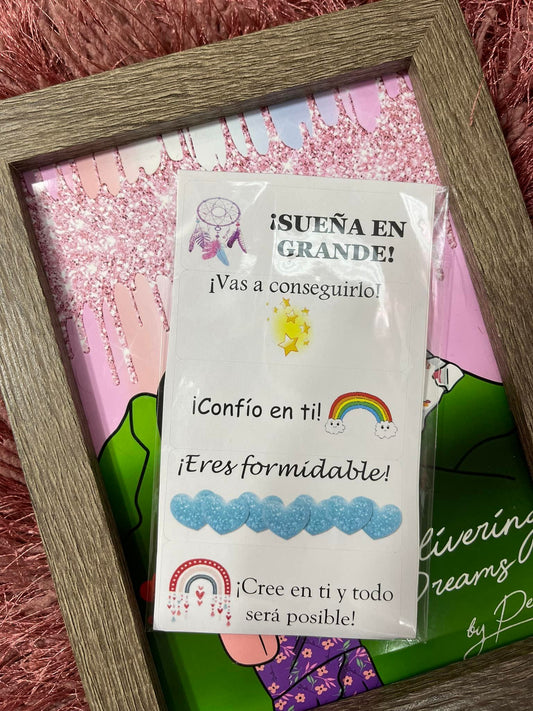 ¡SUEÑA EN
GRANDE!
¡Vas a conseguirlo!
¡Confío en ti!
¡Eres formidable!
¡Cree en ti y todo
será posible!
Dreams
by